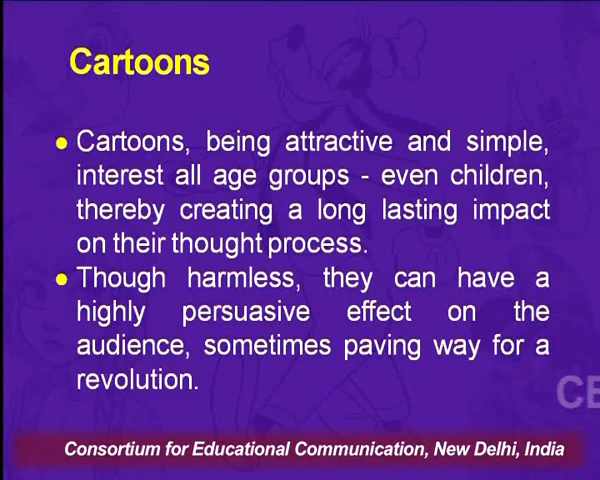 Cartoons
● Cartoons, being attractive and simple,
interest all age groups - even children,
thereby creating a long lasting impact
on their thought process.
● Though harmless, they can have a
highly persuasive effect on the
audience, sometimes paving way for a
revolution.
CE
Consortium for Educational Communication, New Delhi, India